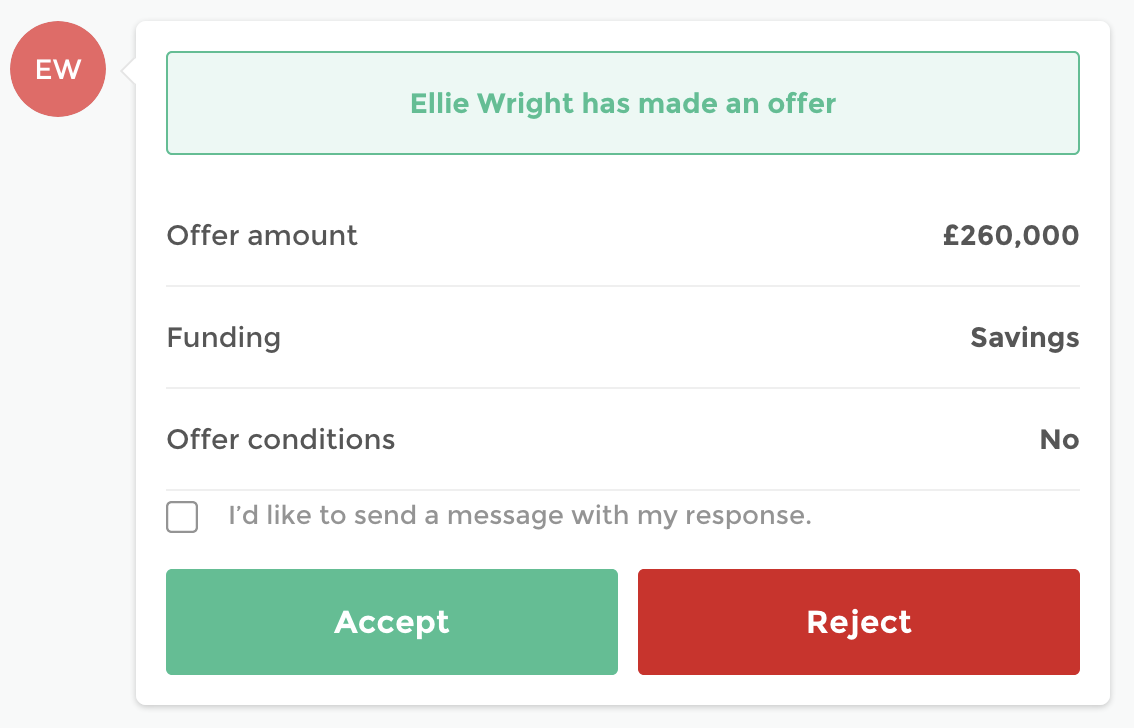 EW
Ellie Wright has made an offer
Offer amount £260,000
Funding Savings
Offer conditions No
I’d like to send a message with my response.
Accept Reject